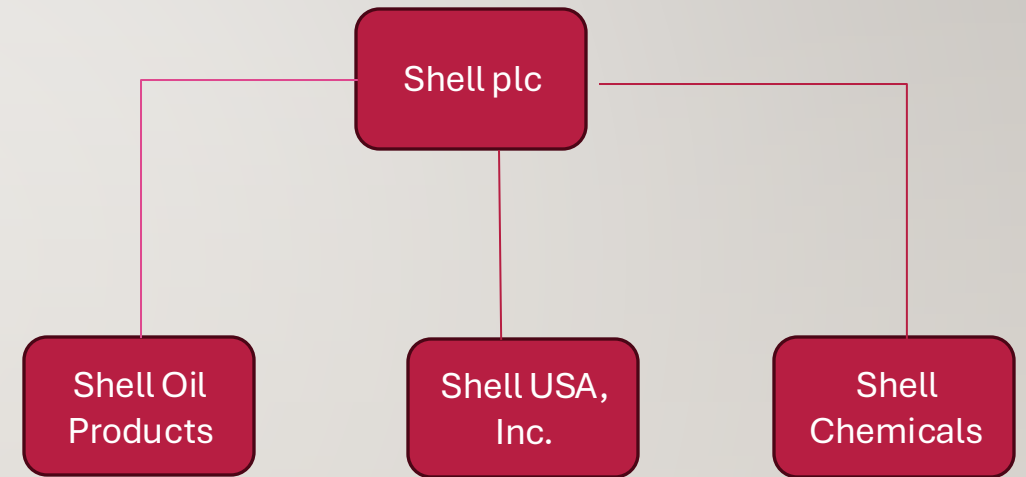 Shell plc
Shell Oil
Products
Shell USA,
Inc.
Shell
Chemicals